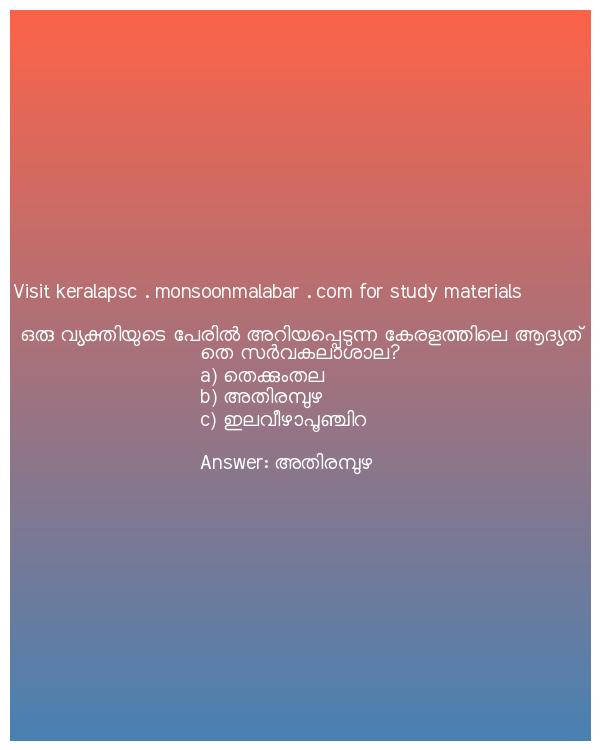 Visit keralapsc . monsoonmalabar . com for study materials
ഒരു വ്യക്തിയുടെ പേരിൽ അറിയപ്പെടുന്ന കേരളത്തിലെ ആദ്യത്
തെ സർവകലാശാല?
a) തെക്കുംതല
b) അതിരമ്പുഴ
c) ഇലവീഴാപൂഞ്ചിറ
Answer: അതിരമ്പുഴ